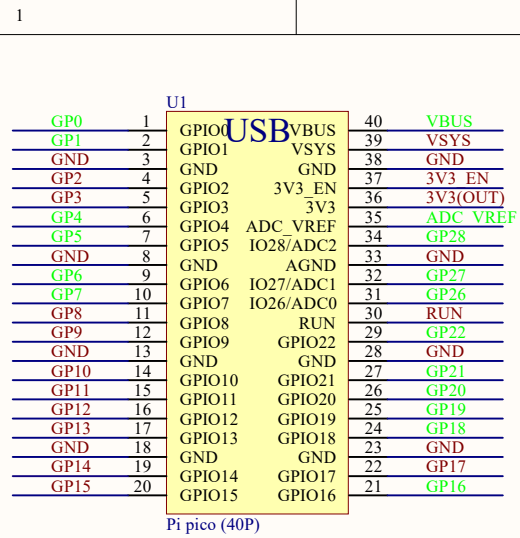 1
U1
USB
GP0 1 GPIO0 VBUS 40 VBUS
GP1 2 GPIO1 VSYS 39 VSYS
GND 3 GND GND 38 GND
GP2 4 GPIO2 3V3_EN 37 3V3_EN
GP3 5 GPIO3 3V3 36 3V3(OUT)
GP4 6 GPIO4 ADC_VREF 35 ADC_VREF
GP5 7 GPIO5 IO28/ADC2 34 GP28
GND 8 GND AGND 33 GND
GP6 9 GPIO6 IO27/ADC1 32 GP27
GP7 10 GPIO7 IO26/ADC0 31 GP26
GP8 11 GPIO8 RUN 30 RUN
GP9 12 GPIO9 GPIO22 29 GP22
GND 13 GND GND 28 GND
GP10 14 GPIO10 GPIO21 27 GP21
GP11 15 GPIO11 GPIO20 26 GP20
GP12 16 GPIO12 GPIO19 25 GP19
GP13 17 GPIO13 GPIO18 24 GP18
GND 18 GND GND 23 GND
GP14 19 GPIO14 GPIO17 22 GP17
GP15 20 GPIO15 GPIO16 21 GP16
Pi pico (40P)